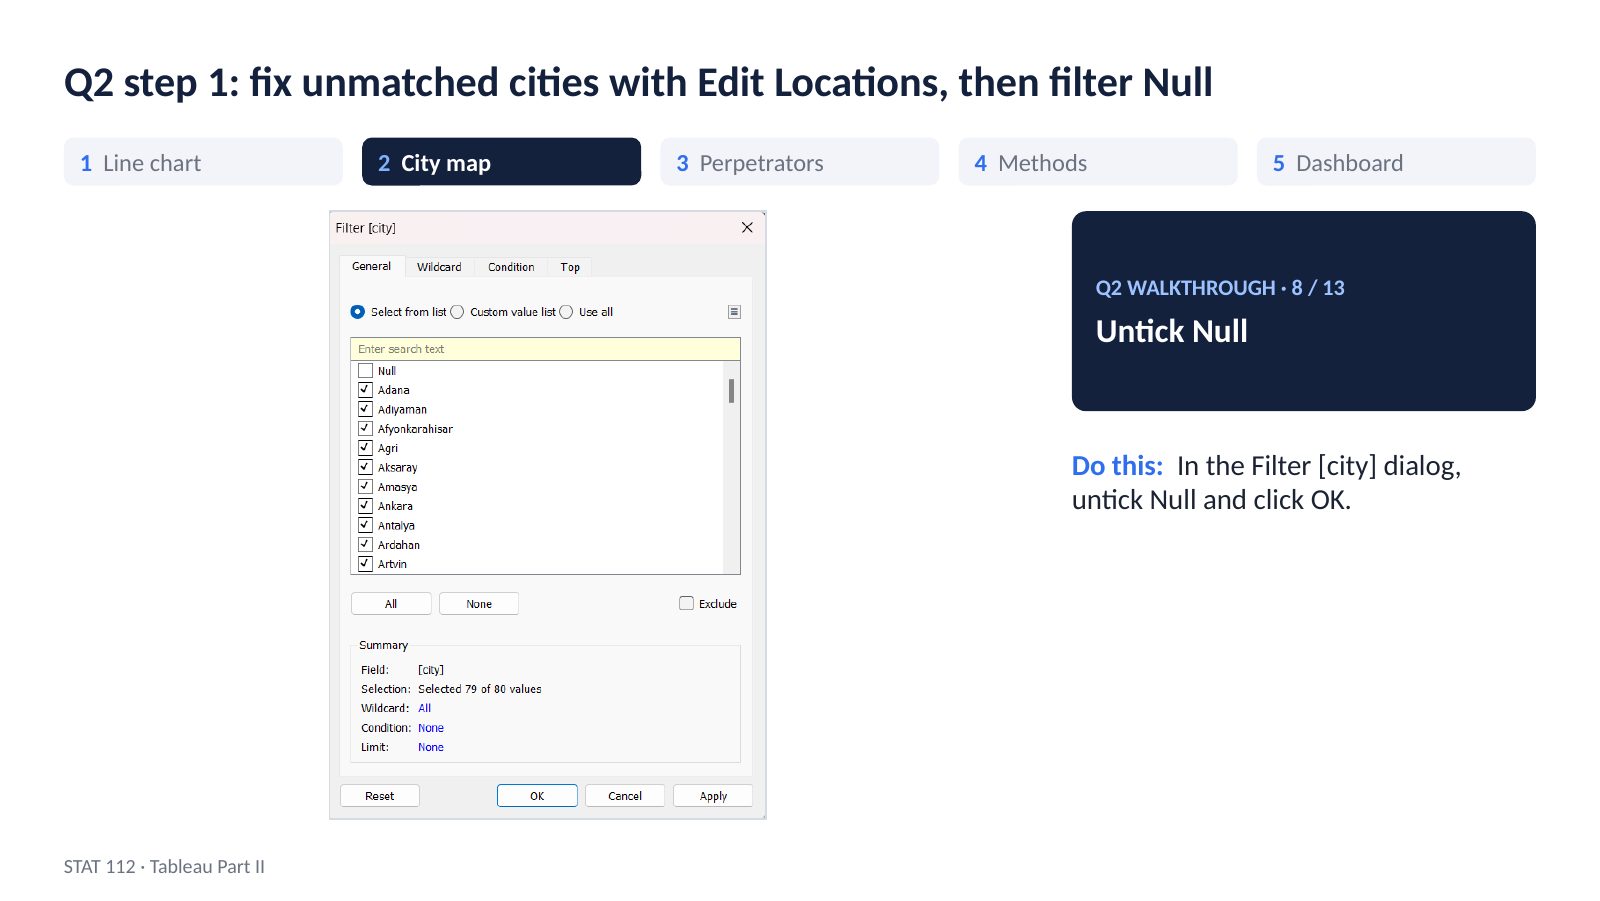 Q2 step 1: fix unmatched cities with Edit Locations, then filter Null
1 Line chart
2 City map
3 Perpetrators
4 Methods
5 Dashboard
Filter [city]
General Wildcard Condition Top
Select from list Custom value list Use all
Enter search text
Null
Adana
Adiyaman
Afyonkarahisar
Agri
Aksaray
Amasya
Ankara
Antalya
Ardahan
Artvin
All None Exclude
Summary
Field: [city]
Selection: Selected 79 of 80 values
Wildcard: All
Condition: None
Limit: None
Reset OK Cancel Apply
Q2 WALKTHROUGH · 8 / 13
Untick Null
Do this: In the Filter [city] dialog,
untick Null and click OK.
STAT 112 · Tableau Part II